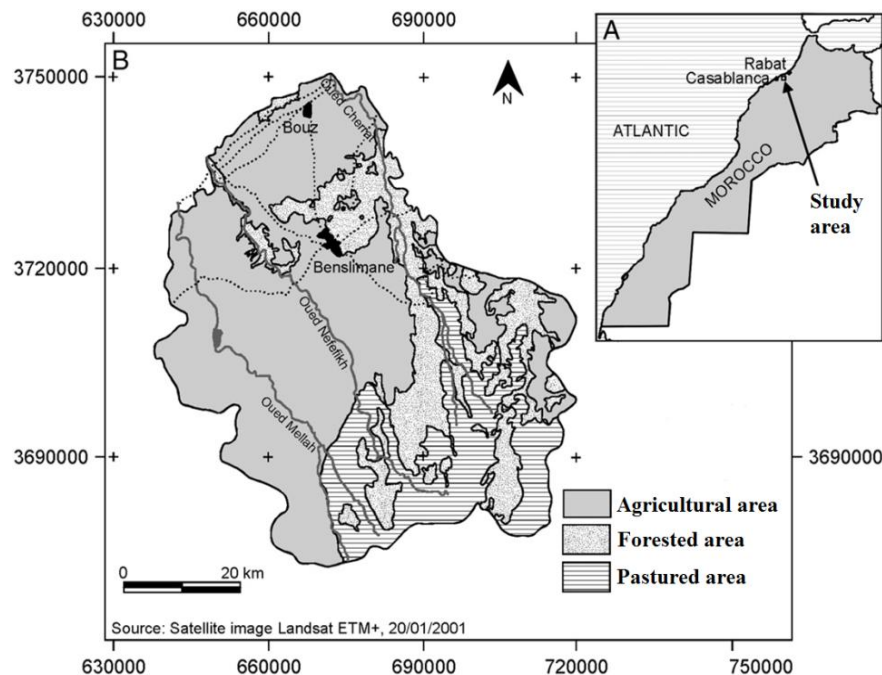 630000 660000 690000
3750000
3720000
3690000
B
N
Oued Cherrat
Bouz
Benslimane
Oued Nefefikh
Oued Mellah
A
Rabat
Casablanca
ATLANTIC
MOROCCO
Study
area
3690000
Agricultural area
Forested area
Pastured area
0 20 km
Source: Satellite image Landsat ETM+, 20/01/2001
630000 660000 690000 720000 750000